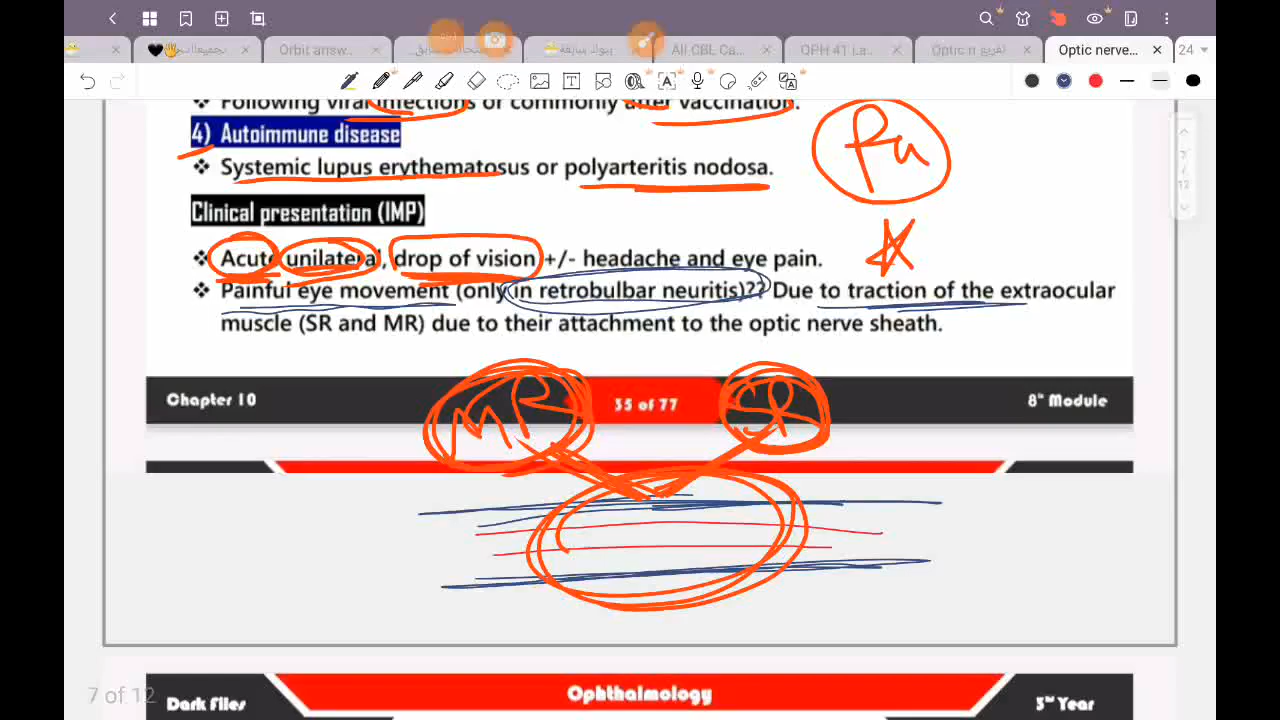 Orbit answ...
All CBL Ca...
OPH 41 La...
Optic n
Optic nerve...
24
Following viral infections or commonly after vaccination.
4) Autoimmune disease
❖ Systemic lupus erythematosus or polyarteritis nodosa.
Clinical presentation (IMP)
❖ Acute unilateral, drop of vision +/- headache and eye pain.
❖ Painful eye movement (only in retrobulbar neuritis)?? Due to traction of the extraocular
muscle (SR and MR) due to their attachment to the optic nerve sheath.
Chapter 10
35 of 77
8th Module
MR
SR
7 of 12
Dark Files
Ophthalmology
3rd Year
7
/
12